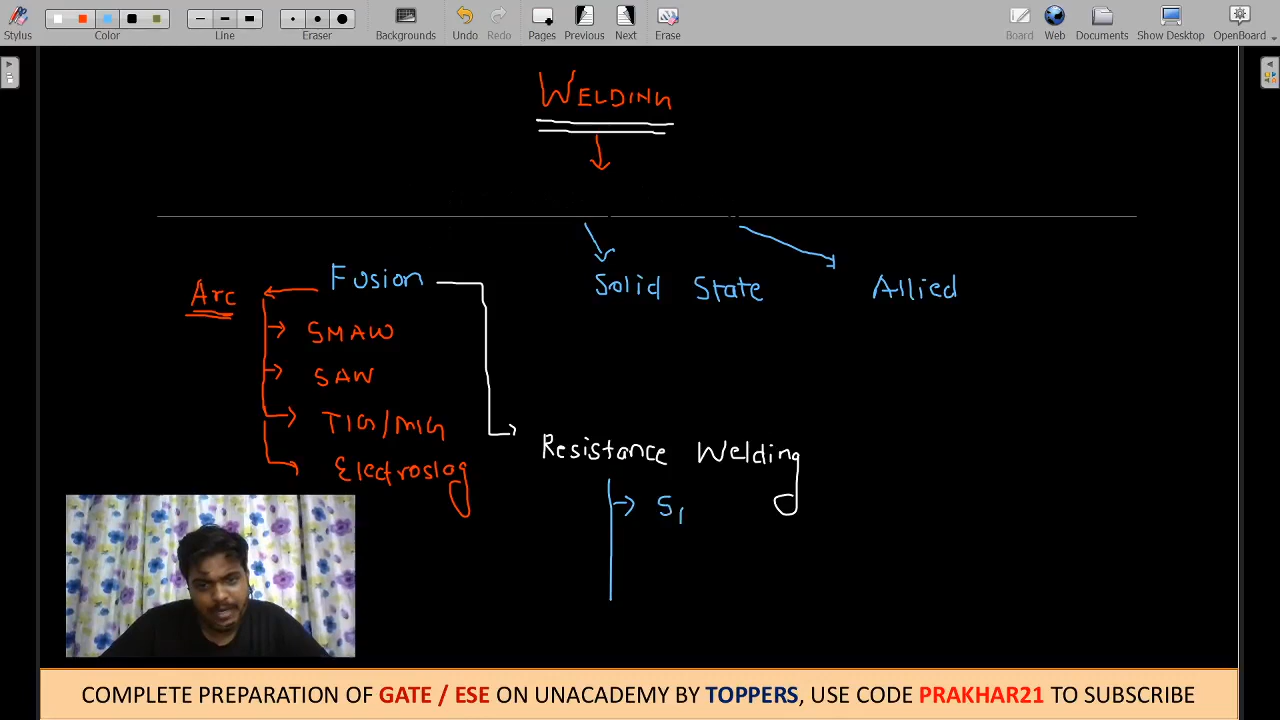 Stylus
Color
Line
Eraser
Backgrounds
Undo
Redo
Pages
Previous
Next
Erase
Board
Web
Documents
Show Desktop
OpenBoard
WELDING
Fusion
Solid State
Allied
Arc
SMAW
SAW
TIG/MIG
Electroslag
Resistance Welding
COMPLETE PREPARATION OF GATE / ESE ON UNACADEMY BY TOPPERS, USE CODE PRAKHAR21 TO SUBSCRIBE